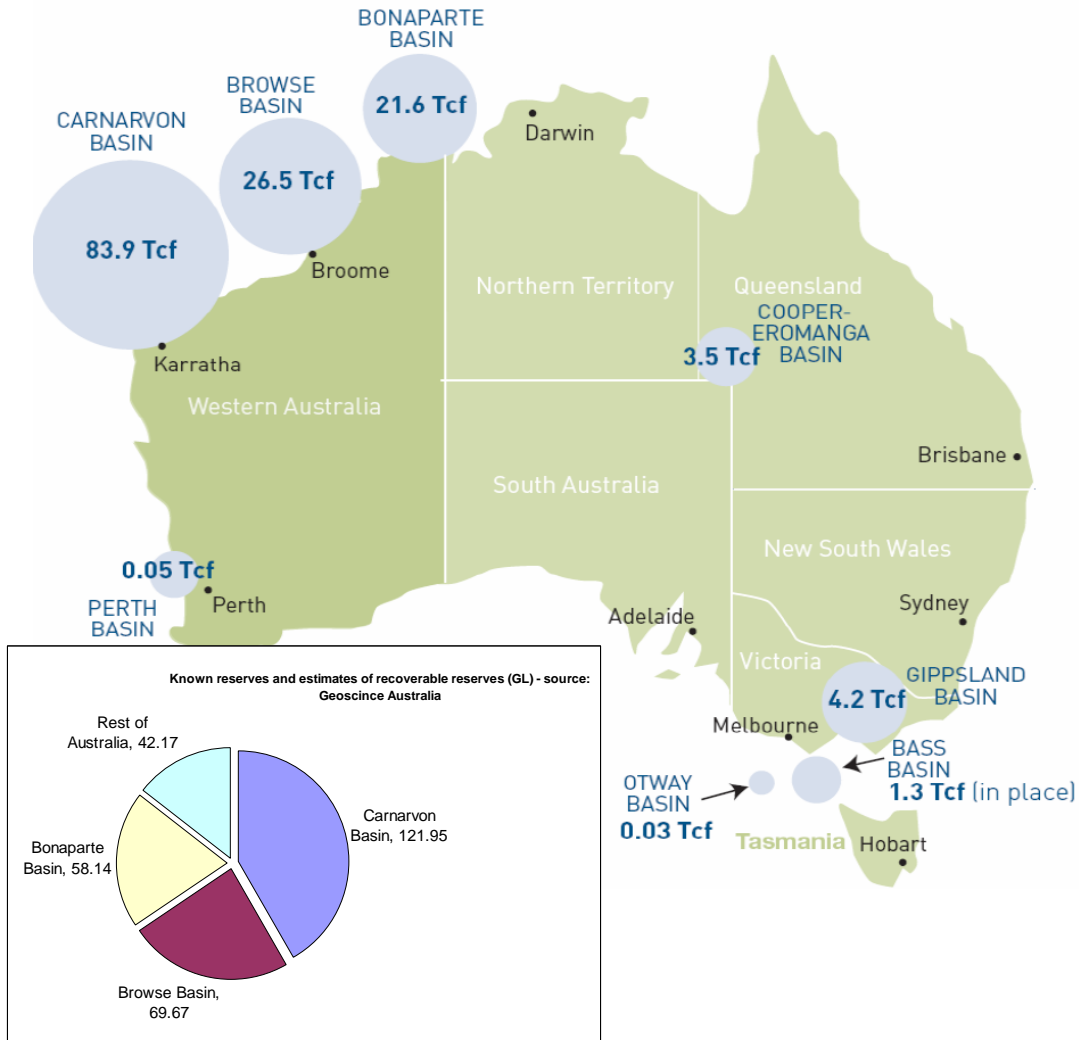 BONAPARTE
BASIN
21.6 Tcf
BROWSE
BASIN
26.5 Tcf
CARNARVON
BASIN
83.9 Tcf
Darwin
Broome
Karratha
Northern Territory
Queensland
COOPER-
EROMANGA
BASIN
3.5 Tcf
Western Australia
Brisbane
South Australia
New South Wales
0.05 Tcf
PERTH
BASIN
Perth
Adelaide
Sydney
Victoria
GIPPSLAND
BASIN
4.2 Tcf
Melbourne
BASS
BASIN
1.3 Tcf (in place)
OTWAY
BASIN
0.03 Tcf
Tasmania
Hobart
Known reserves and estimates of recoverable reserves (GL) - source:
Geoscince Australia
Rest of
Australia, 42.17
Carnarvon
Basin, 121.95
Bonaparte
Basin, 58.14
Browse Basin,
69.67